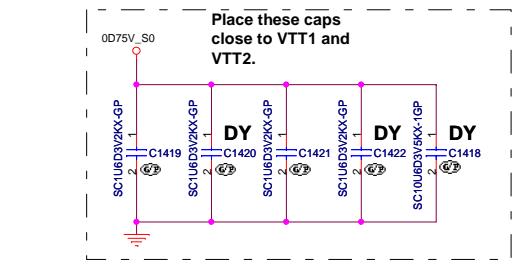 Place these caps
close to VTT1 and
VTT2.
0D75V_S0
SC1U6D3V2KX-GP
1
2
C1419
SC1U6D3V2KX-GP
1
2
DY
C1420
SC1U6D3V2KX-GP
1
2
C1421
SC1U6D3V2KX-GP
1
2
DY
C1422
SC10U6D3V5KX-1GP
1
2
DY
C1418